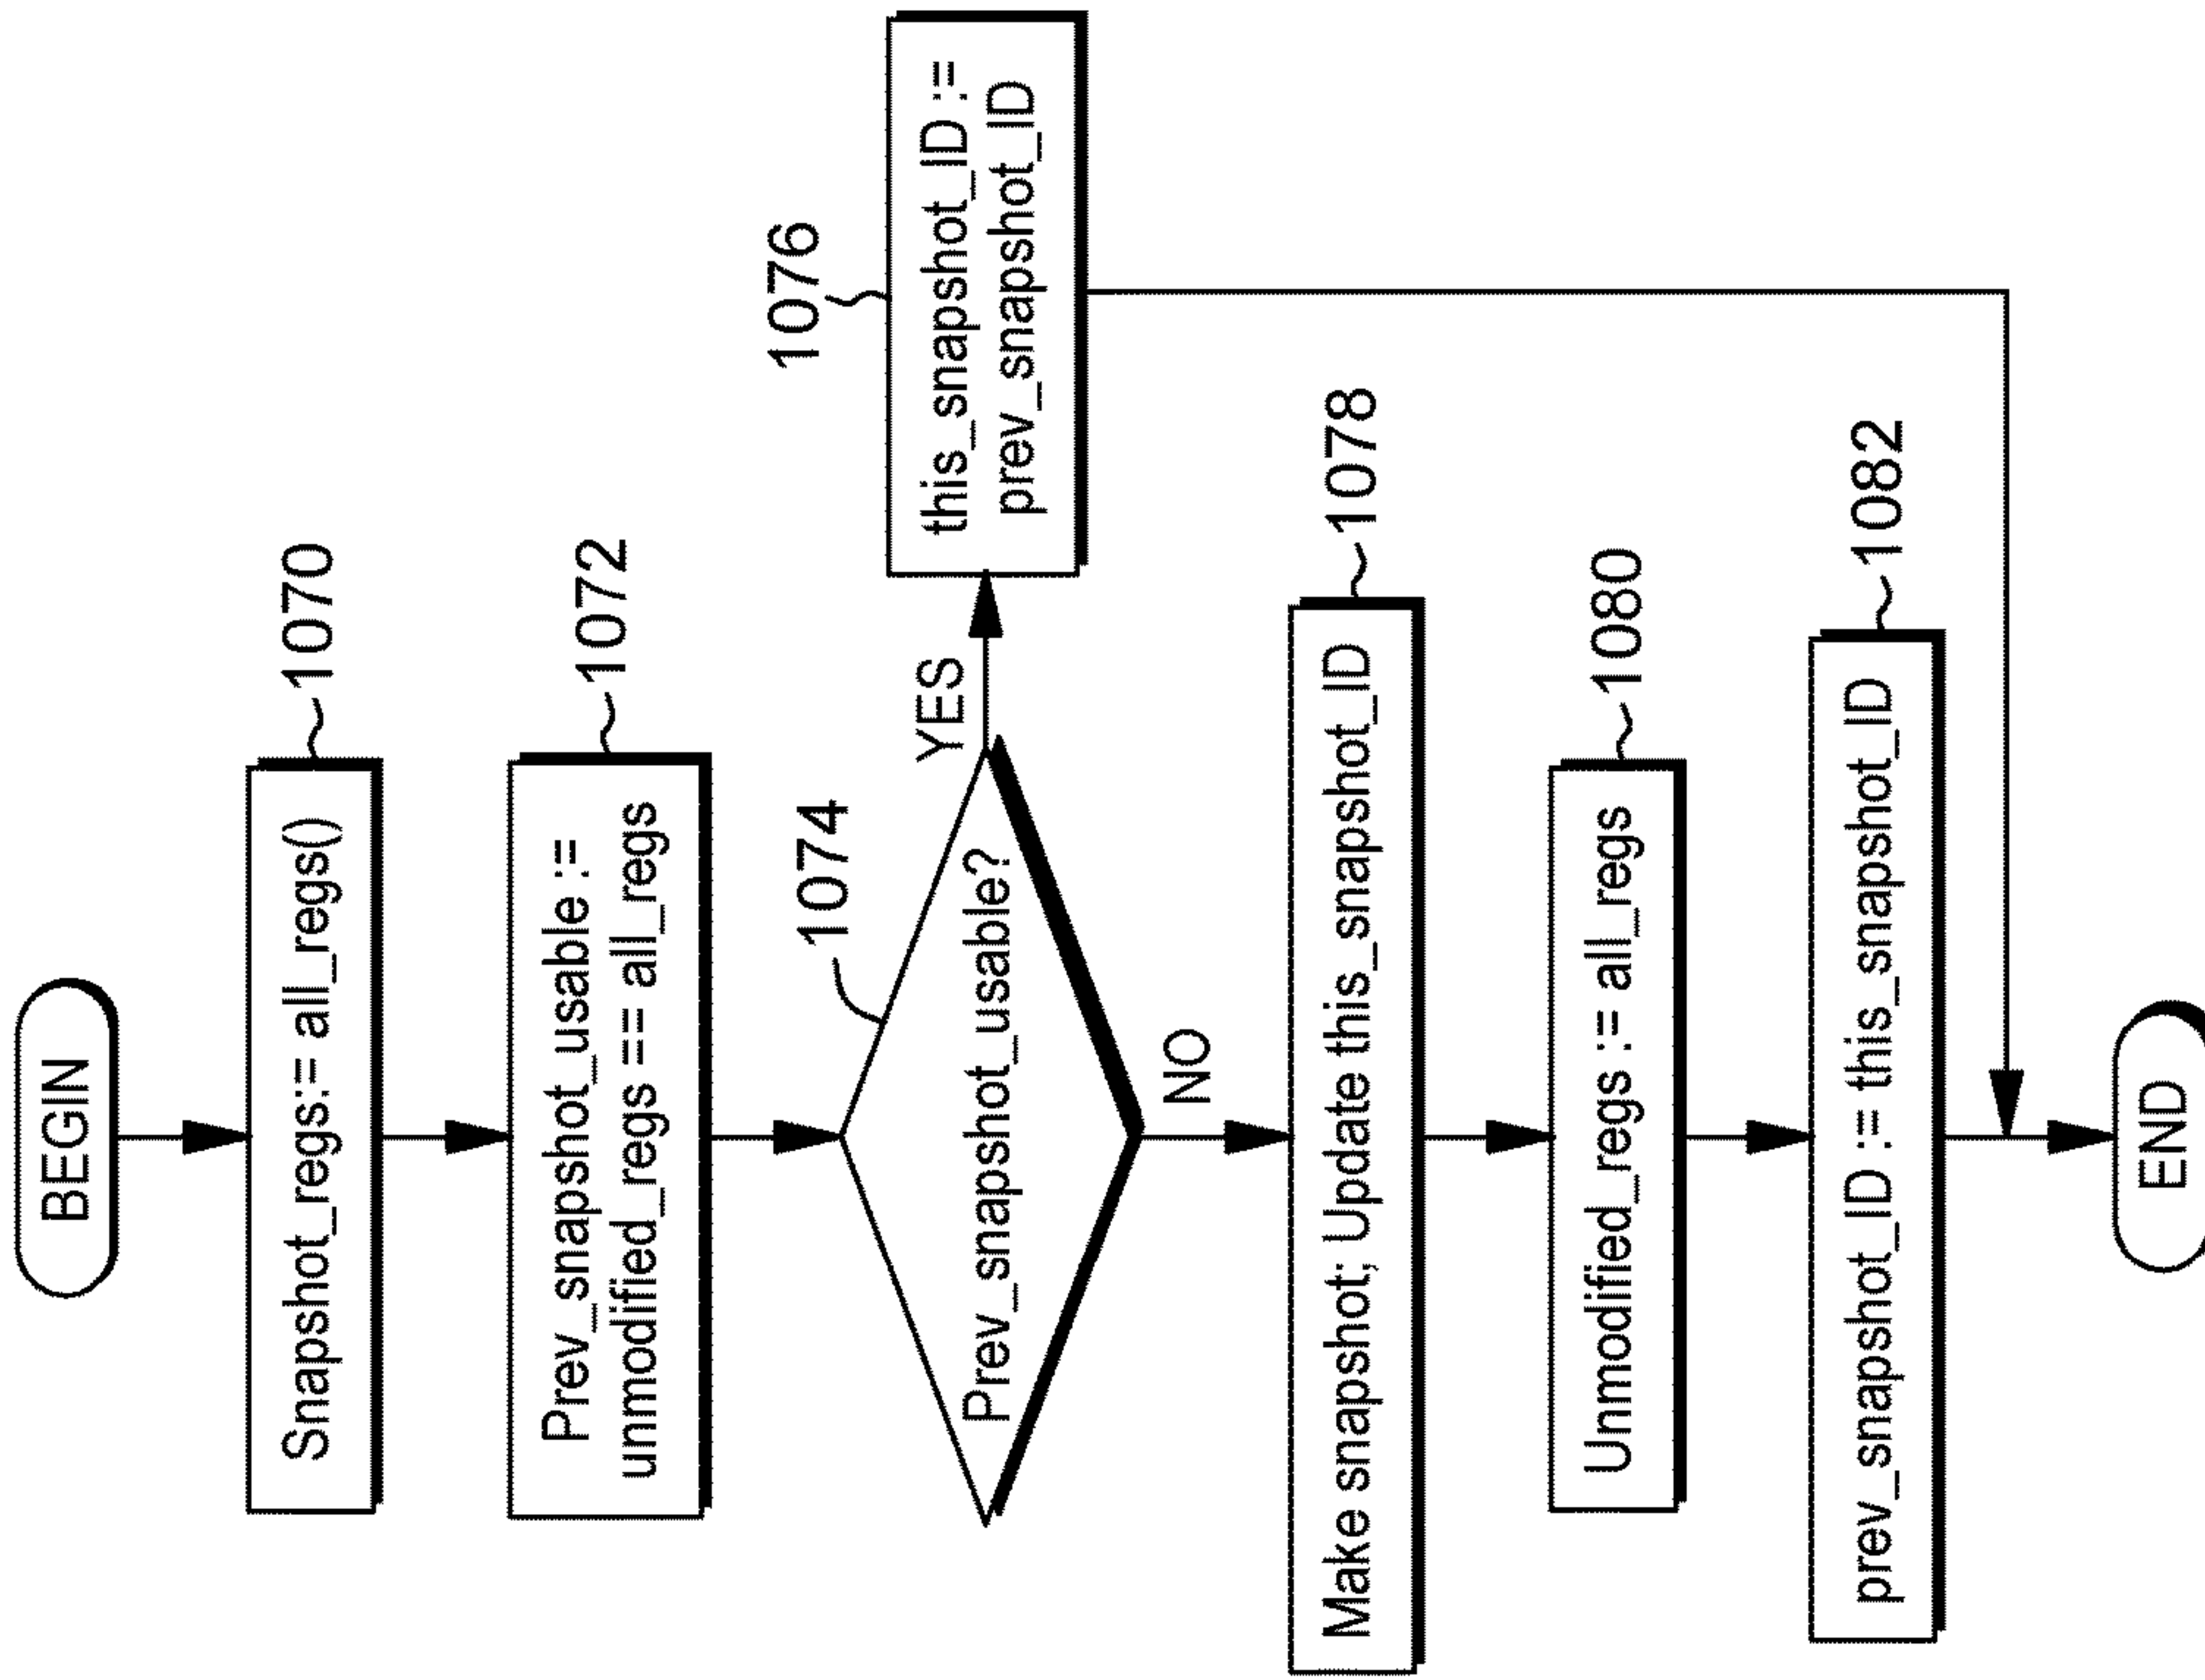 BEGIN
Snapshot_regs:= all_regs()
1070
Prev_snapshot_usable :=
unmodified_regs == all_regs
1072
Prev_snapshot_usable?
1074
YES
this_snapshot_ID :=
prev_snapshot_ID
1076
NO
Make snapshot; Update this_snapshot_ID
1078
Unmodified_regs := all_regs
1080
prev_snapshot_ID := this_snapshot_ID
1082
END